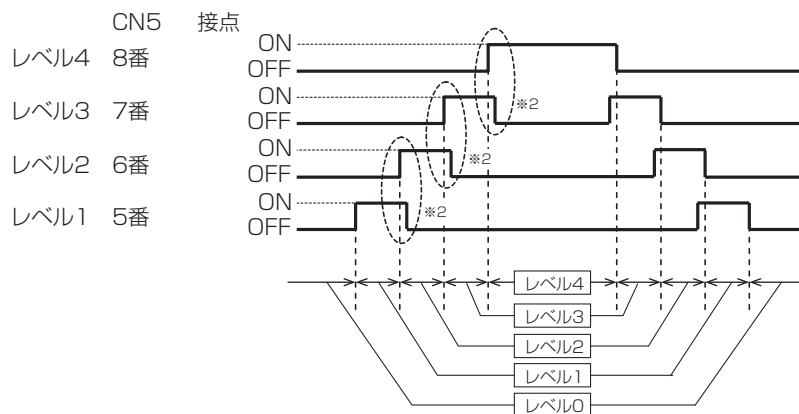 CN5 接点
レベル4 8番 ON
OFF
レベル3 7番 ON
OFF
※2
レベル2 6番 ON
OFF
※2
レベル1 5番 ON
OFF
※2
レベル4
レベル3
レベル2
レベル1
レベル0